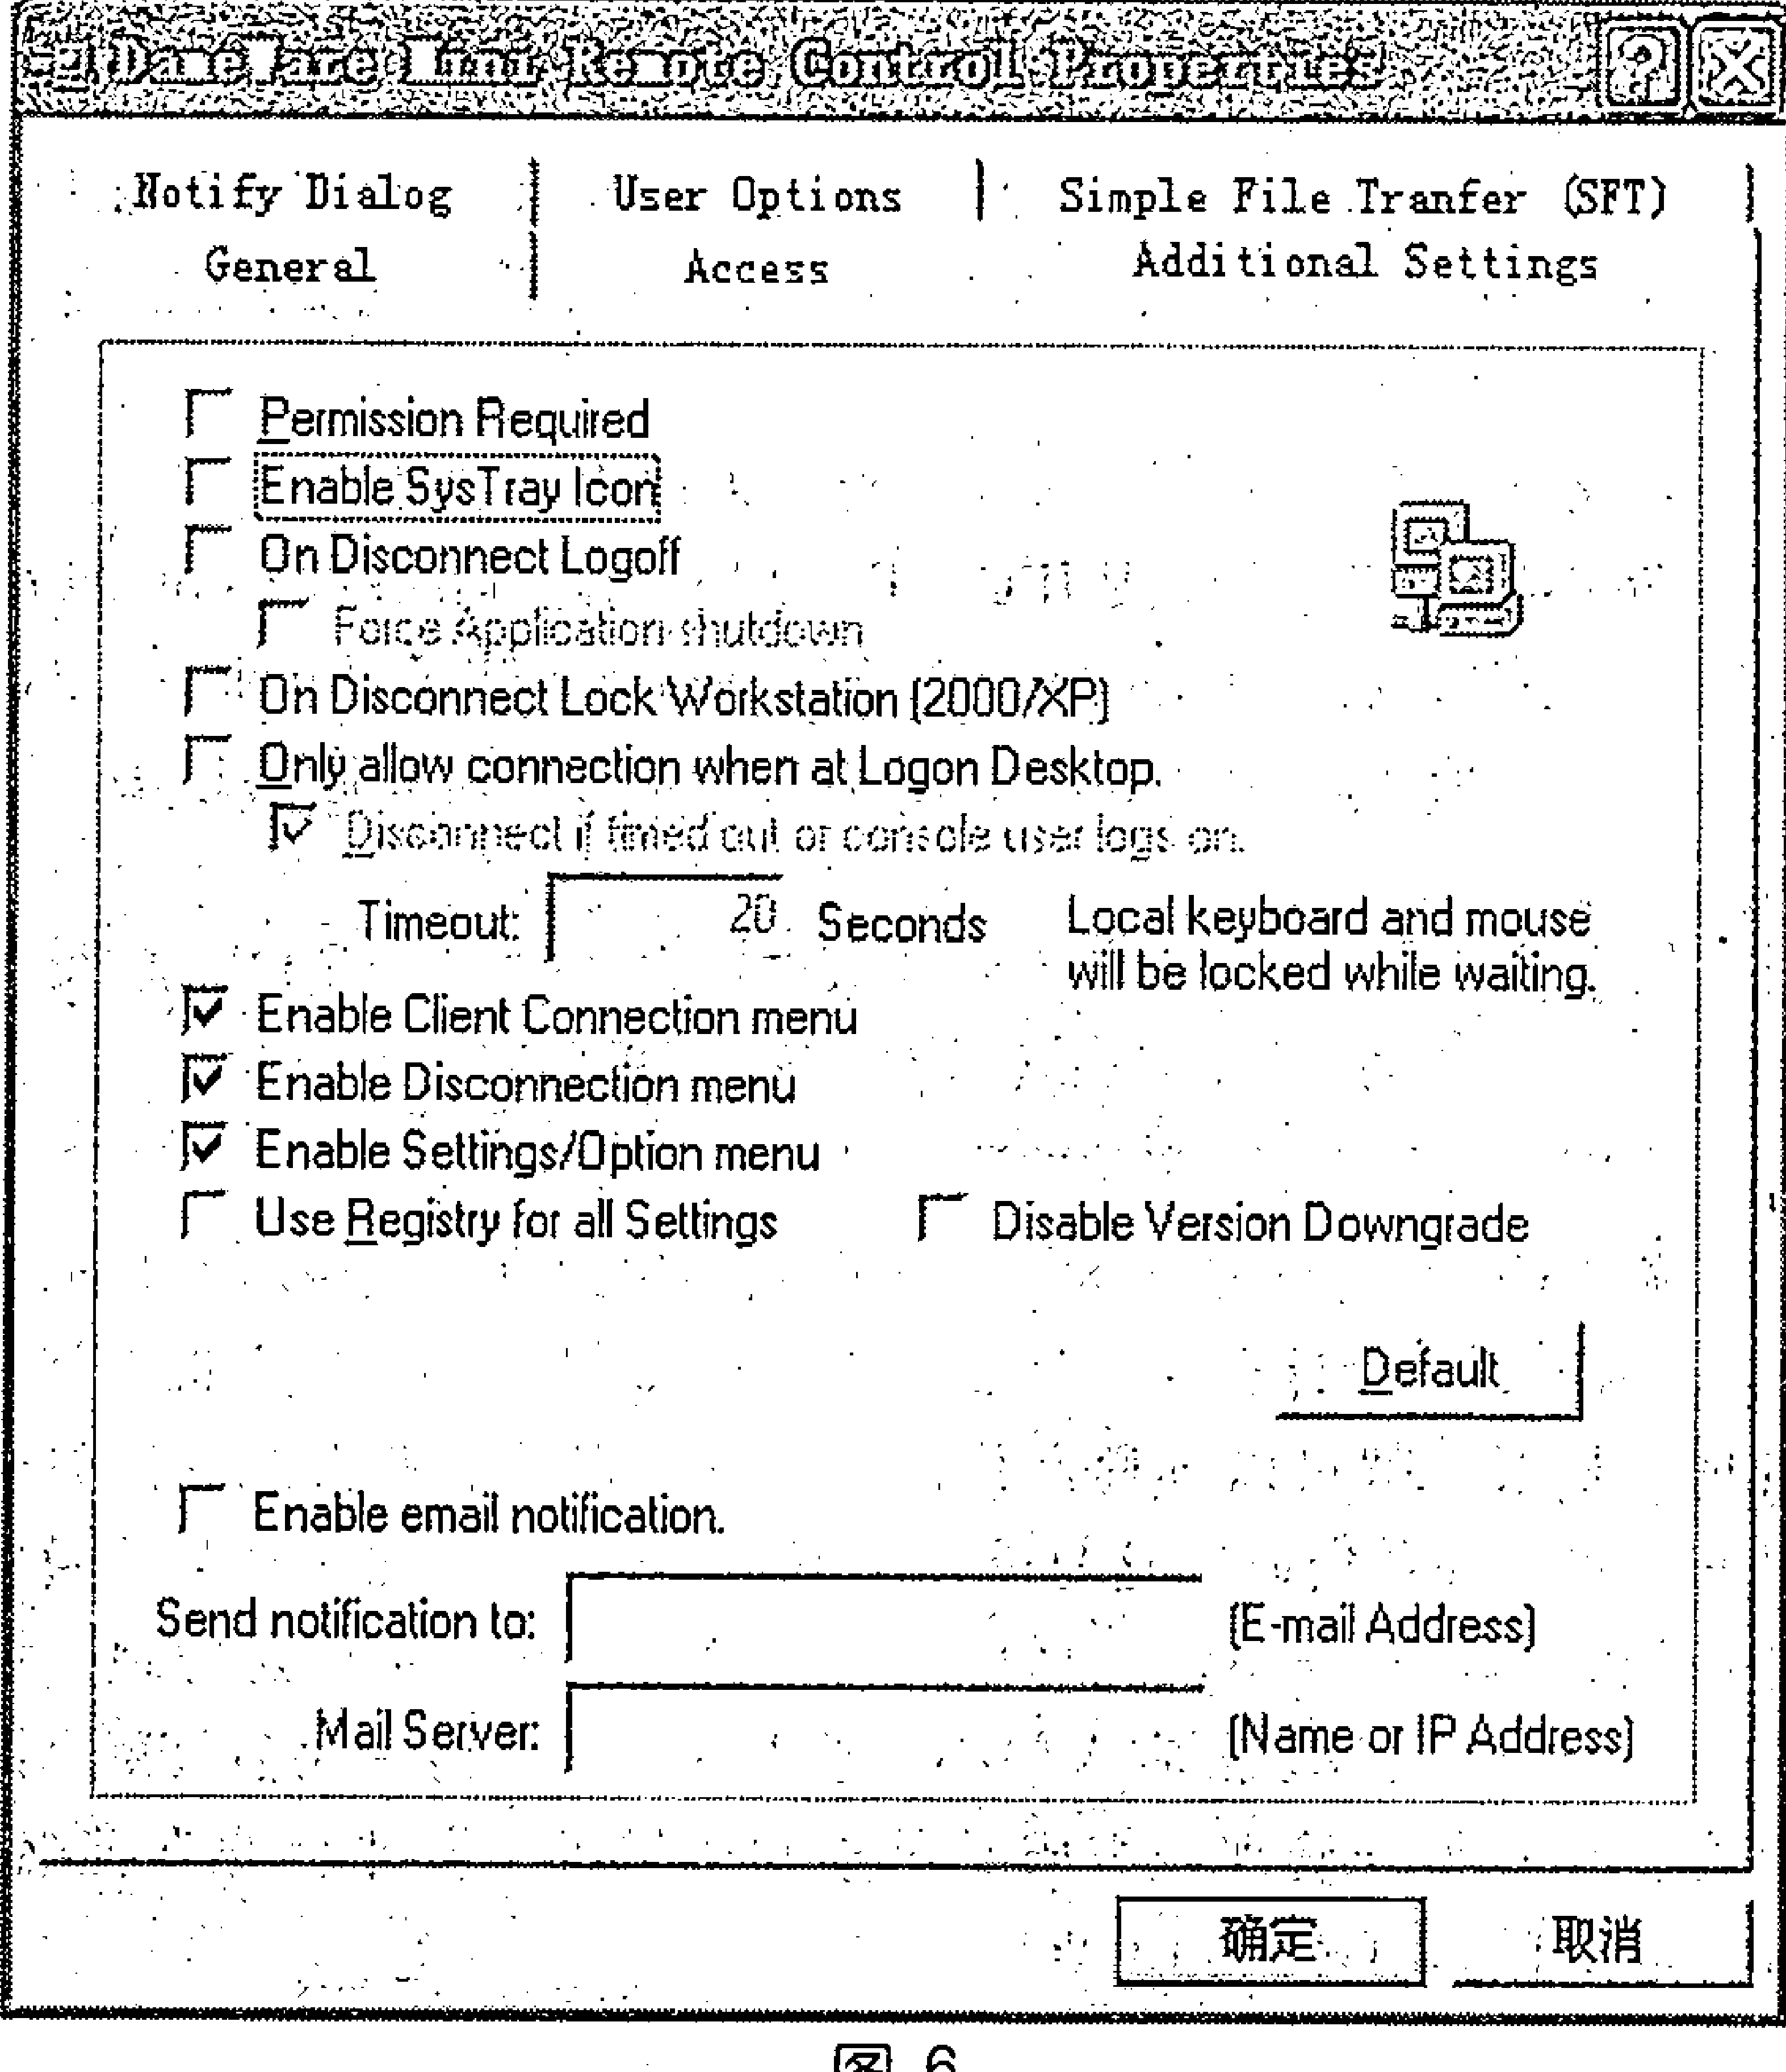 DameWare Mini Remote Control Properties
Notify Dialog User Options Simple File Tranfer (SFT)
General Access Additional Settings
Permission Required
Enable SysTray Icon
On Disconnect Logoff
Force Application shutdown
On Disconnect Lock Workstation (2000/XP)
Only allow connection when at Logon Desktop.
Disconnect if timed out or console user logs on.
Timeout: 20 Seconds Local keyboard and mouse
will be locked while waiting.
Enable Client Connection menu
Enable Disconnection menu
Enable Settings/Option menu
Use Registry for all Settings Disable Version Downgrade
Default
Enable email notification.
Send notification to: (E-mail Address)
Mail Server: (Name or IP Address)
确定 取消
图 6